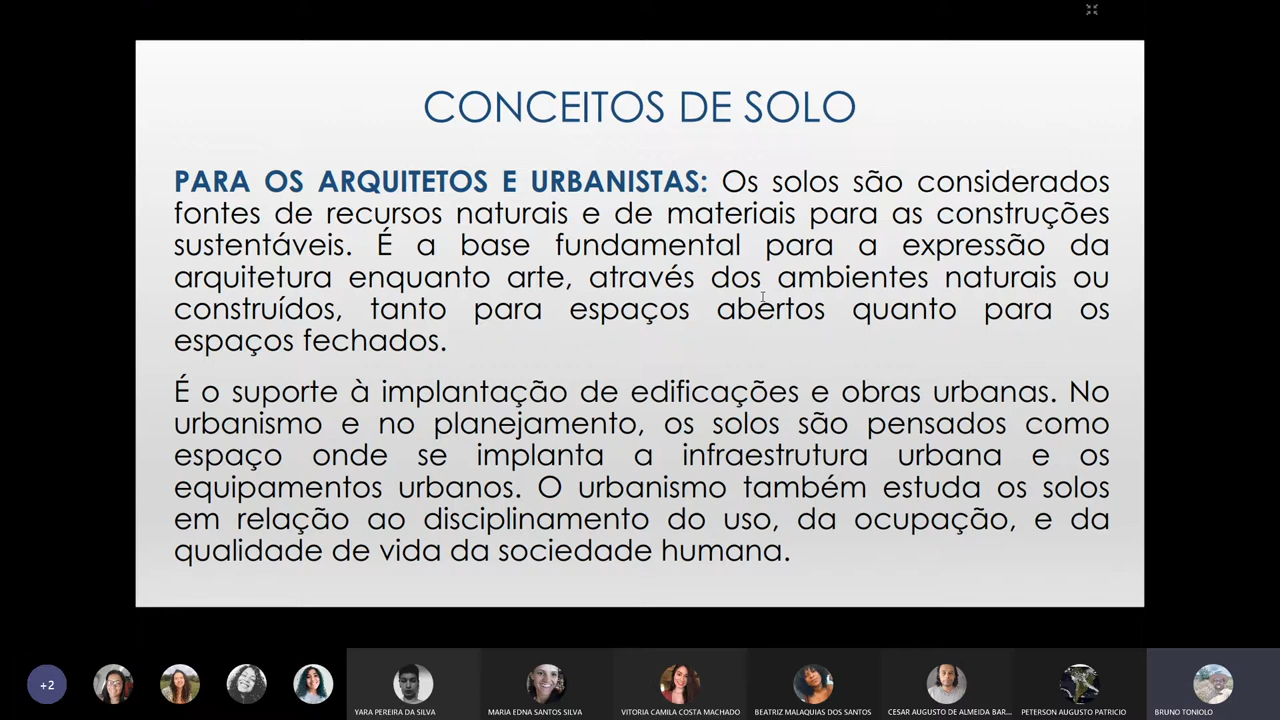 CONCEITOS DE SOLO
PARA OS ARQUITETOS E URBANISTAS: Os solos são considerados
fontes de recursos naturais e de materiais para as construções
sustentáveis. É a base fundamental para a expressão da
arquitetura enquanto arte, através dos ambientes naturais ou
construídos, tanto para espaços abertos quanto para os
espaços fechados.
É o suporte à implantação de edificações e obras urbanas. No
urbanismo e no planejamento, os solos são pensados como
espaço onde se implanta a infraestrutura urbana e os
equipamentos urbanos. O urbanismo também estuda os solos
em relação ao disciplinamento do uso, da ocupação, e da
qualidade de vida da sociedade humana.
+2
YARA PEREIRA DA SILVA
MARIA EDNA SANTOS SILVA
VITORIA CAMILA COSTA MACHADO
BEATRIZ MALAQUIAS DOS SANTOS
CESAR AUGUSTO DE ALMEIDA BAR...
PETERSON AUGUSTO PATRICIO
BRUNO TONIOLO